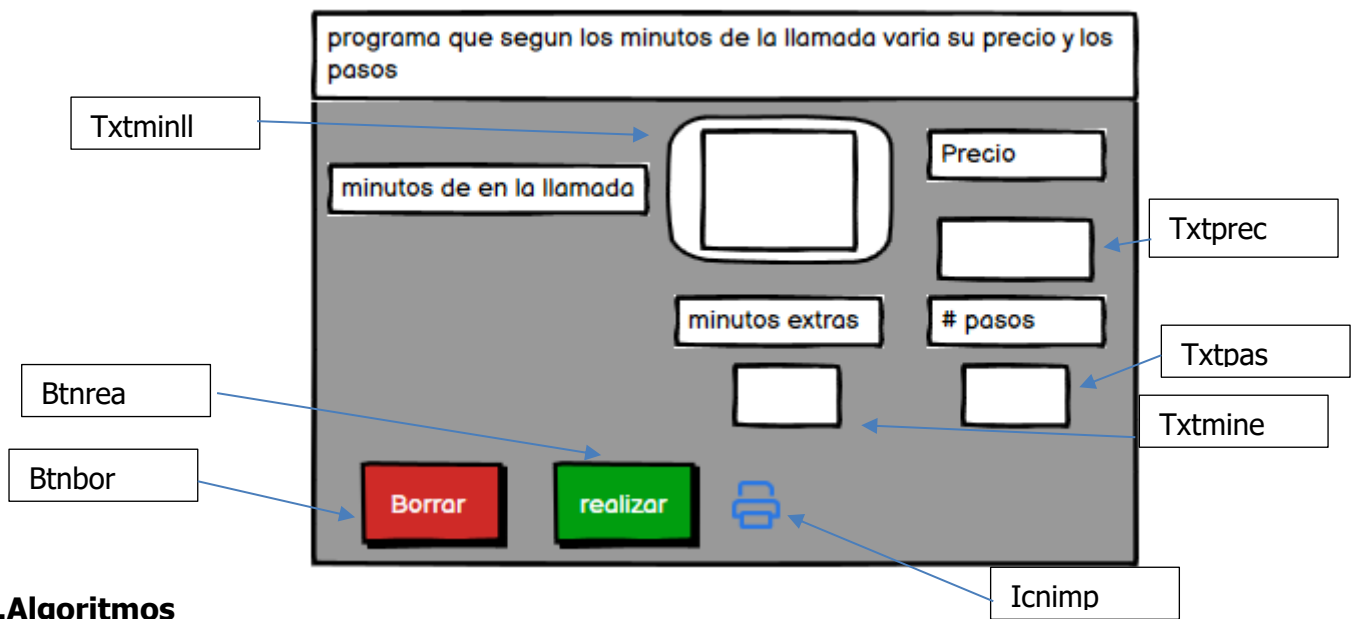 programa que segun los minutos de la llamada varia su precio y los
pasos
Txtminll
Precio
minutos de en la llamada
Txtprec
minutos extras
# pasos
Txtpas
Btnrea
Txtmine
Btnbor
Borrar
realizar
Icnimp
.Algoritmos